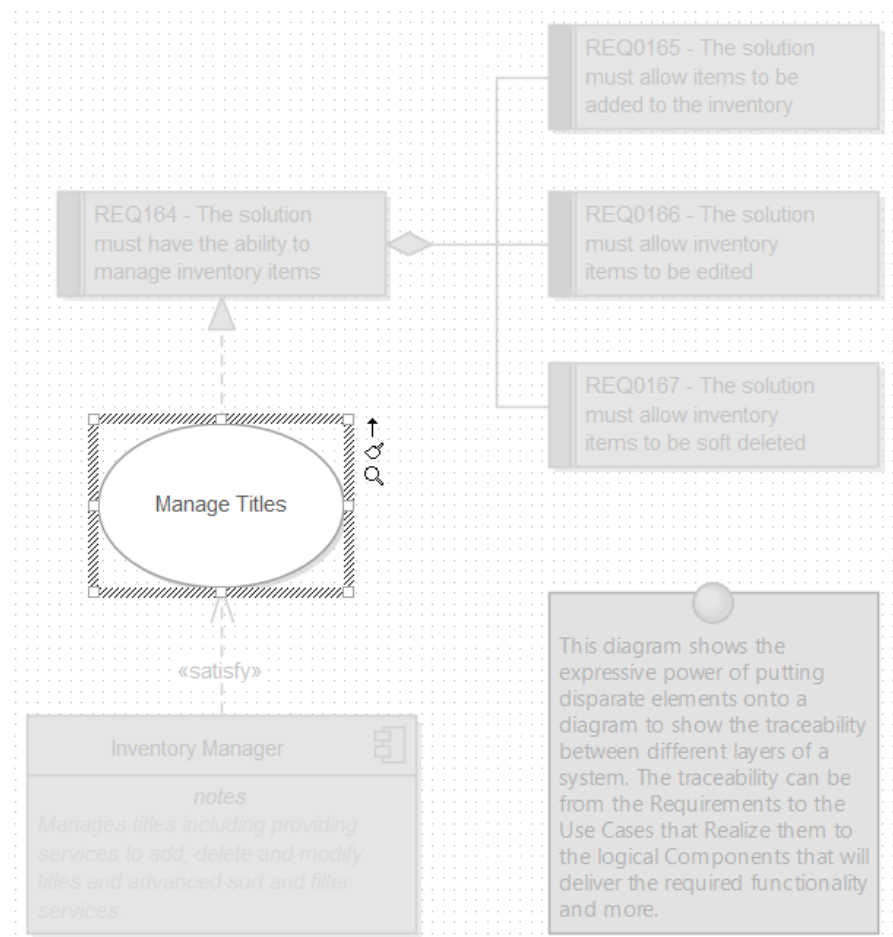 REQ0165 - The solution
must allow items to be
added to the inventory
REQ164 - The solution
must have the ability to
manage inventory items
REQ0166 - The solution
must allow inventory
items to be edited
REQ0167 - The solution
must allow inventory
items to be soft deleted
Manage Titles
«satisfy»
Inventory Manager
notes
Manages titles including providing
services to add, delete and modify
titles and advanced sort and filter
services.
This diagram shows the
expressive power of putting
disparate elements onto a
diagram to show the traceability
between different layers of a
system. The traceability can be
from the Requirements to the
Use Cases that Realize them to
the logical Components that will
deliver the required functionality
and more.